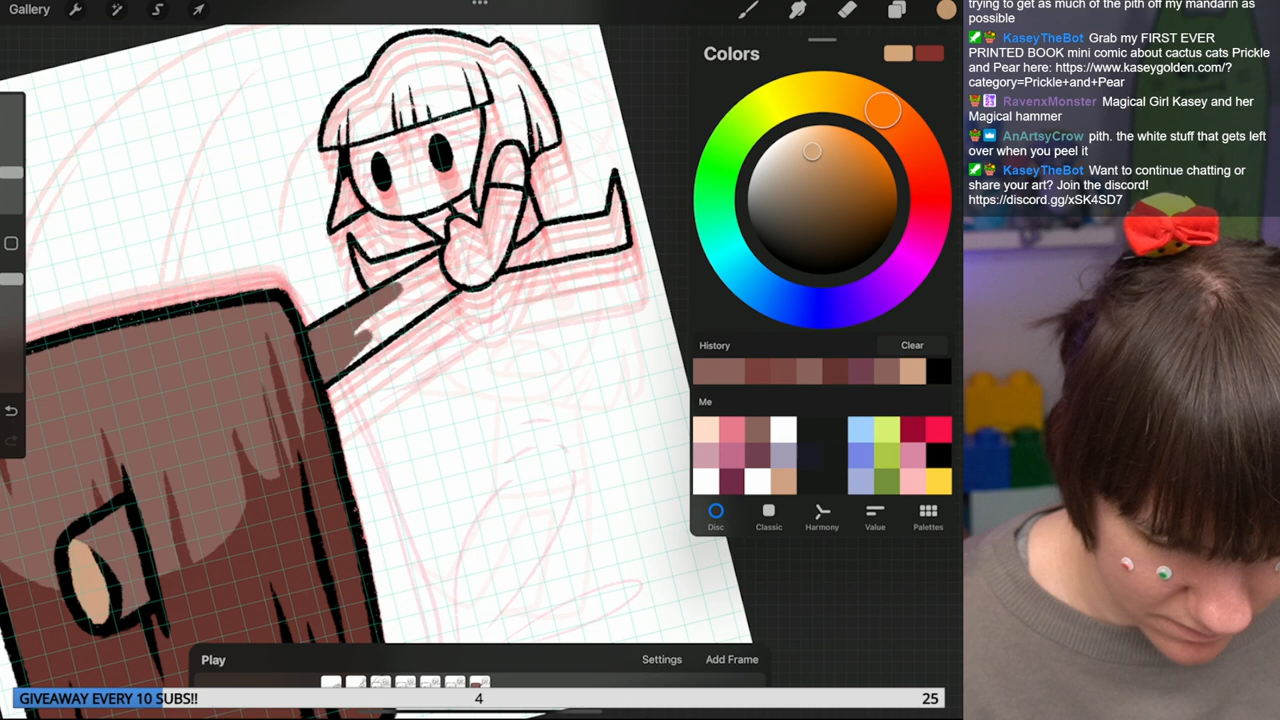 Gallery
Colors
History
Clear
Me
Disc
Classic
Harmony
Value
Palettes
Play
Settings
Add Frame
GIVEAWAY EVERY 10 SUBS!!
4
25
trying to get as much of the pith off my mandarin as
possible
KaseyTheBot Grab my FIRST EVER
PRINTED BOOK mini comic about cactus cats Prickle
and Pear here: https://www.kaseygolden.com/?
category=Prickle+and+Pear
RavenxMonster Magical Girl Kasey and her
Magical hammer
AnArtsyCrow pith. the white stuff that gets left
over when you peel it
KaseyTheBot Want to continue chatting or
share your art? Join the discord!
https://discord.gg/xSK4SD7